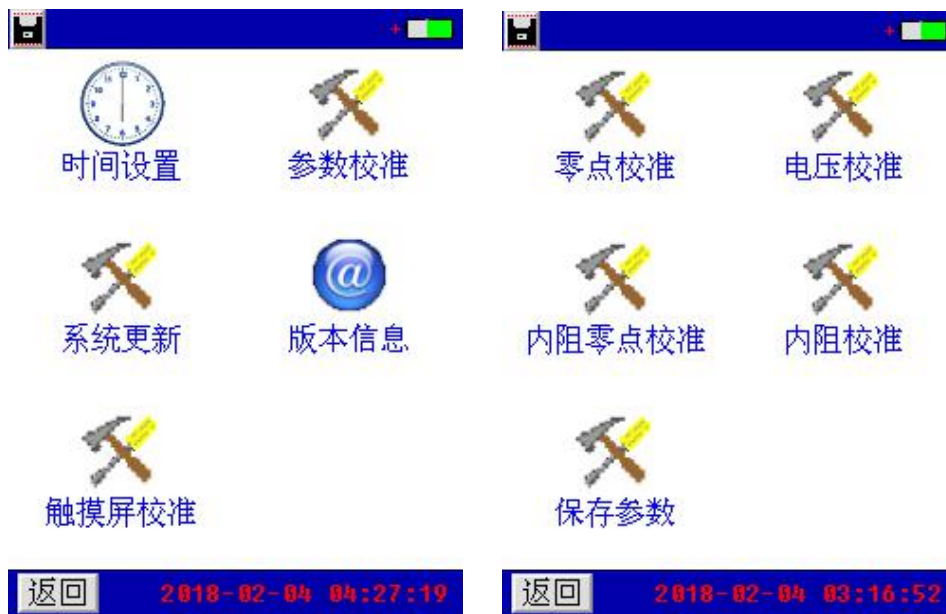 时间设置
参数校准
系统更新
版本信息
触摸屏校准
返回
2018-02-04 04:27:19
零点校准
电压校准
内阻零点校准
内阻校准
保存参数
返回
2018-02-04 03:16:52